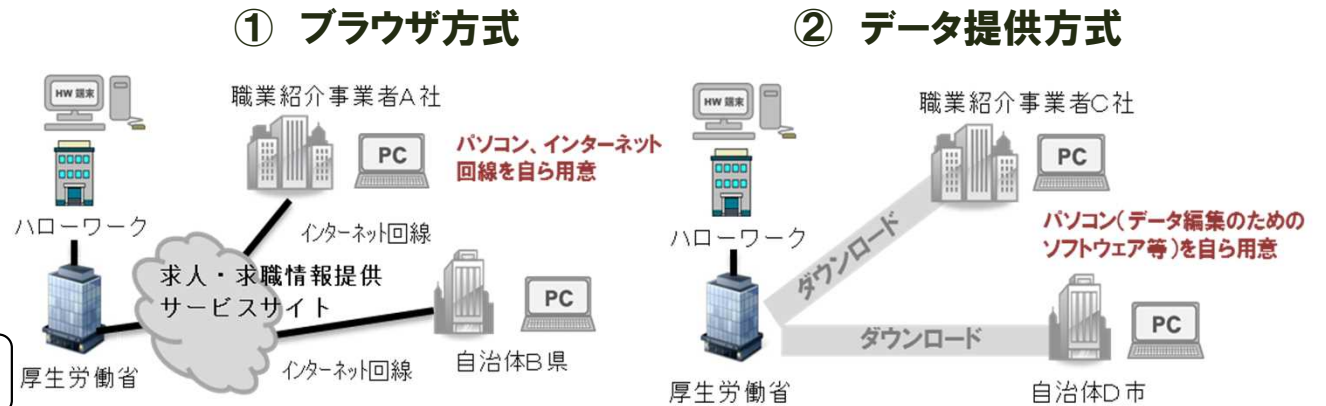 ① ブラウザ方式
HW 端末
ハローワーク
厚生労働省
職業紹介事業者A社
PC
パソコン、インターネット
回線を自ら用意
インターネット回線
求人・求職情報提供
サービスサイト
PC
インターネット回線
自治体B県
② データ提供方式
HW 端末
ハローワーク
厚生労働省
職業紹介事業者C社
PC
パソコン(データ編集のための
ソフトウェア等)を自ら用意
ダウンロード
ダウンロード
PC
自治体D市